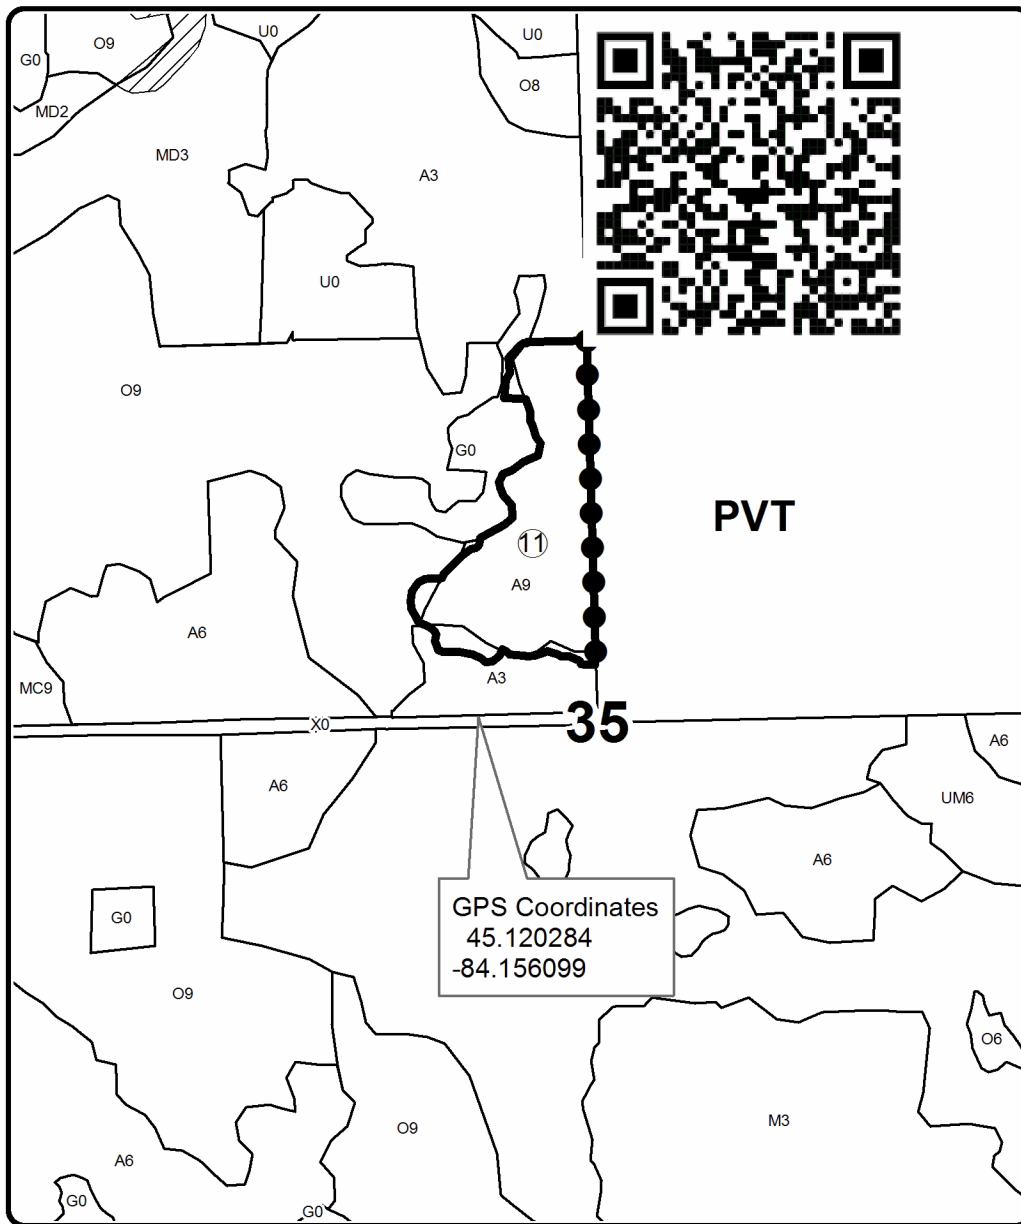 U0
U0
O9
G0
O8
MD2
MD3
A3
U0
O9
G0
PVT
11
A9
A6
A3
MC9
35
X0
A6
A6
UM6
A6
G0
GPS Coordinates
45.120284
-84.156099
O9
O6
M3
O9
A6
G0
G0